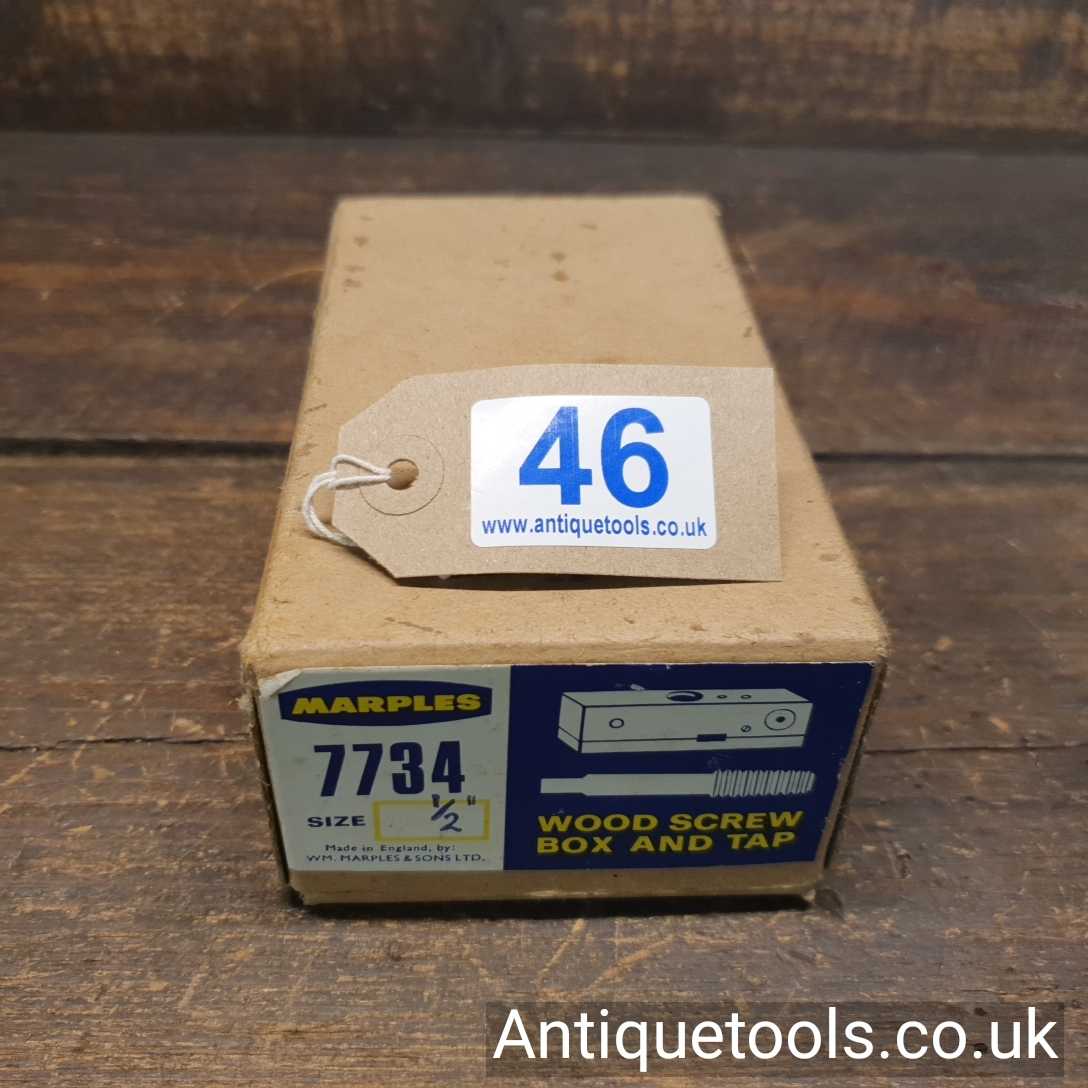 46
www.antiquetools.co.uk
MARPLES
7734
SIZE 1/2"
Made in England, by:
WM. MARPLES & SONS LTD.
WOOD SCREW
BOX AND TAP
Antiquetools.co.uk